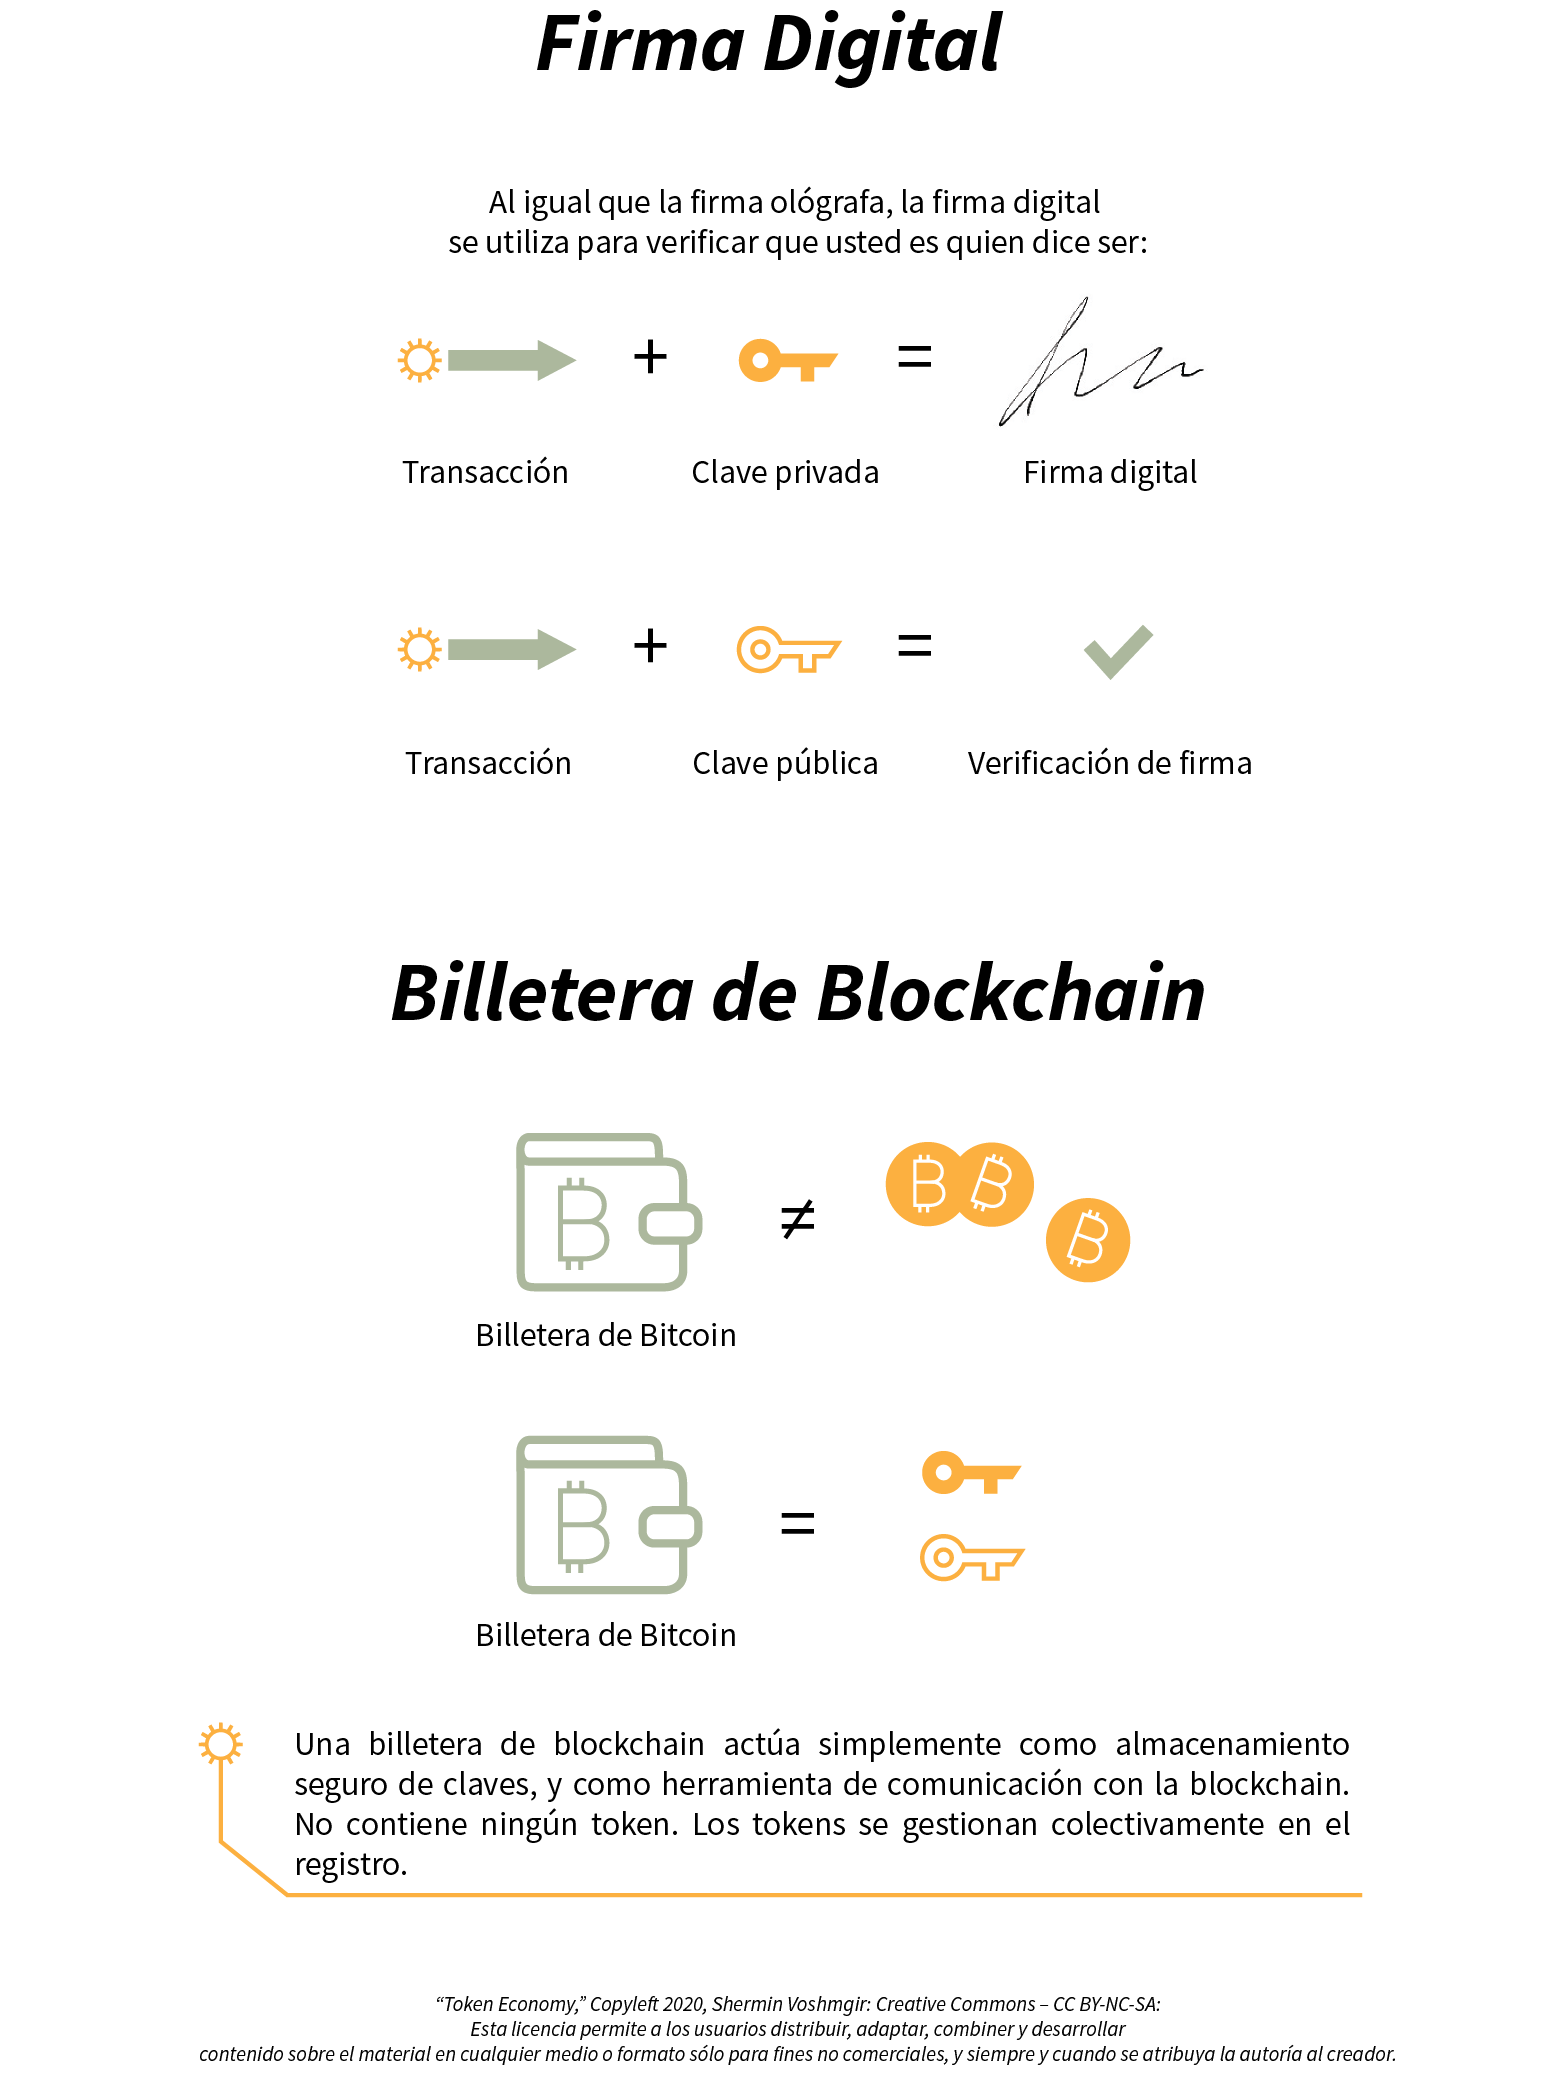 Firma Digital
Al igual que la firma ológrafa, la firma digital
se utiliza para verificar que usted es quien dice ser:
+ =
Transacción Clave privada Firma digital
+ =
Transacción Clave pública Verificación de firma
Billetera de Blockchain
≠
Billetera de Bitcoin
=
Billetera de Bitcoin
Una billetera de blockchain actúa simplemente como almacenamiento
seguro de claves, y como herramienta de comunicación con la blockchain.
No contiene ningún token. Los tokens se gestionan colectivamente en el
registro.
“Token Economy,” Copyleft 2020, Shermin Voshmgir: Creative Commons – CC BY-NC-SA:
Esta licencia permite a los usuarios distribuir, adaptar, combiner y desarrollar
contenido sobre el material en cualquier medio o formato sólo para fines no comerciales, y siempre y cuando se atribuya la autoría al creador.